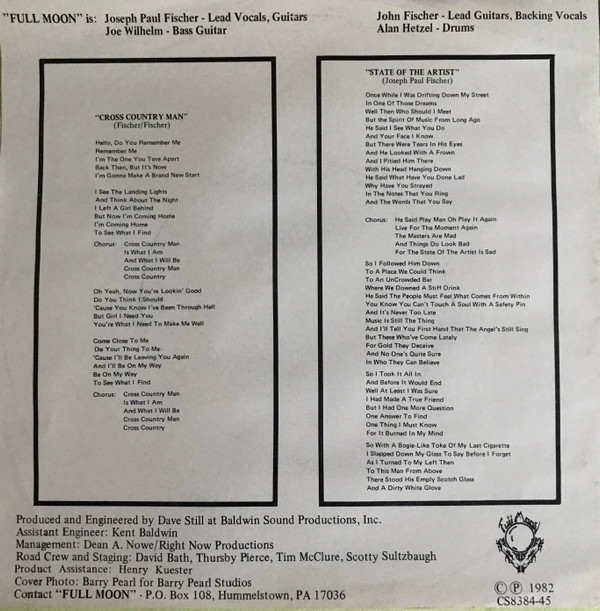 "FULL MOON" is: Joseph Paul Fischer - Lead Vocals, Guitars
Joe Wilhelm - Bass Guitar
John Fischer - Lead Guitars, Backing Vocals
Alan Hetzel - Drums
"CROSS COUNTRY MAN"
(Fischer/Fischer)
Hello, Do You Remember Me
Remember Me
I'm The One You Tore Apart
Back Then, But It's Now
I'm Gonna Make A Brand New Start
I See The Landing Lights
And Think About The Night
I Left A Girl Behind
But Now I'm Coming Home
I'm Coming Home
To See What I Find
Chorus: Cross Country Man
Is What I Am
And What I Will Be
Cross Country Man
Cross Country
Oh Yeah, Now You're Lookin' Good
Do You Think I Should
'Cause You Know I've Been Through Hell
But Girl I Need You
You're What I Need To Make Me Well
Come Close To Me
'Do Your Thing To Me
'Cause I'll Be Leaving You Again
And I'll Be On My Way
Be On My Way
To See What I Find
Chorus: Cross Country Man
Is What I Am
And What I Will Be
Cross Country Man
Cross Country
"STATE OF THE ARTIST"
(Joseph Paul Fischer)
Once While I Was Drifting Down My Street
In One Of Those Dreams
Well Then Who Should I Meet
But the Spirit Of Music From Long Ago
He Said I See What You Do
And Your Face I Know
But There Were Tears In His Eyes
And He Looked With A Frown
And I Pitied Him There
With His Head Hanging Down
He Said What Have You Done Lad
Why Have You Strayed
In The Notes That You Ring
And The Words That You Say
Chorus: He Said Play Man Oh Play It Again
Live For The Moment Again
The Masters Are Mad
And Things Do Look Bad
For The State Of The Artist Is Sad
So I Followed Him Down
To A Place We Could Think
To An UnCrowded Bar
Where We Downed A Stiff Drink
He Said The People Must Feel What Comes From Within
You Know You Can't Touch A Soul With A Safety Pin
And It's Never Too Late
Music Is Still The Thing
And I'll Tell You First Hand That The Angel's Still Sing
But These Who've Come Lately
For Gold They Deceive
And No One's Quite Sure
In Who They Can Believe
So I Took It All In
And Before It Would End
Well At Least I Was Sure
I Had Made A True Friend
But I Had One More Question
One Answer To Find
One Thing I Must Know
For It Burned In My Mind
So With A Bogie-Like Toke Of My Last Cigarette
I Slapped Down My Glass To Say Before I Forget
As I Turned To My Left Then
To This Man From Above
There Stood His Empty Scotch Glass
And A Dirty White Glove
Produced and Engineered by Dave Still at Baldwin Sound Productions, Inc.
Assistant Engineer: Kent Baldwin
Management: Dean A. Nowe/Right Now Productions
Road Crew and Staging: David Bath, Thursby Pierce, Tim McClure, Scotty Sultzbaugh
Product Assistance: Henry Kuester
Cover Photo: Barry Pearl for Barry Pearl Studios
Contact "FULL MOON" - P.O. Box 108, Hummelstown, PA 17036
Full Moon
© ℗ 1982
CS8384-45